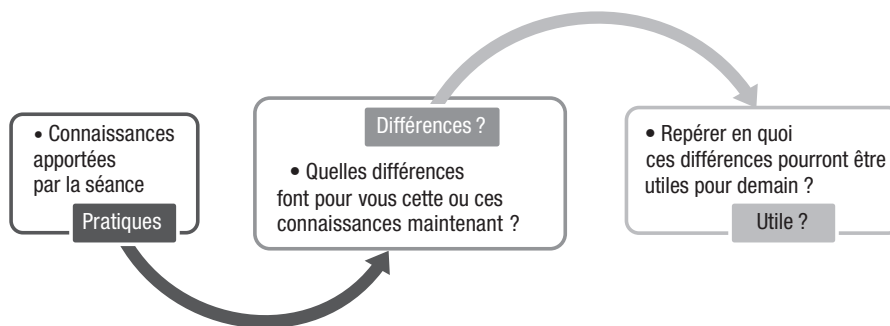 • Connaissances
apportées
par la séance
Pratiques
Différences ?
• Quelles différences
font pour vous cette ou ces
connaissances maintenant ?
• Repérer en quoi
ces différences pourront être
utiles pour demain ?
Utile ?